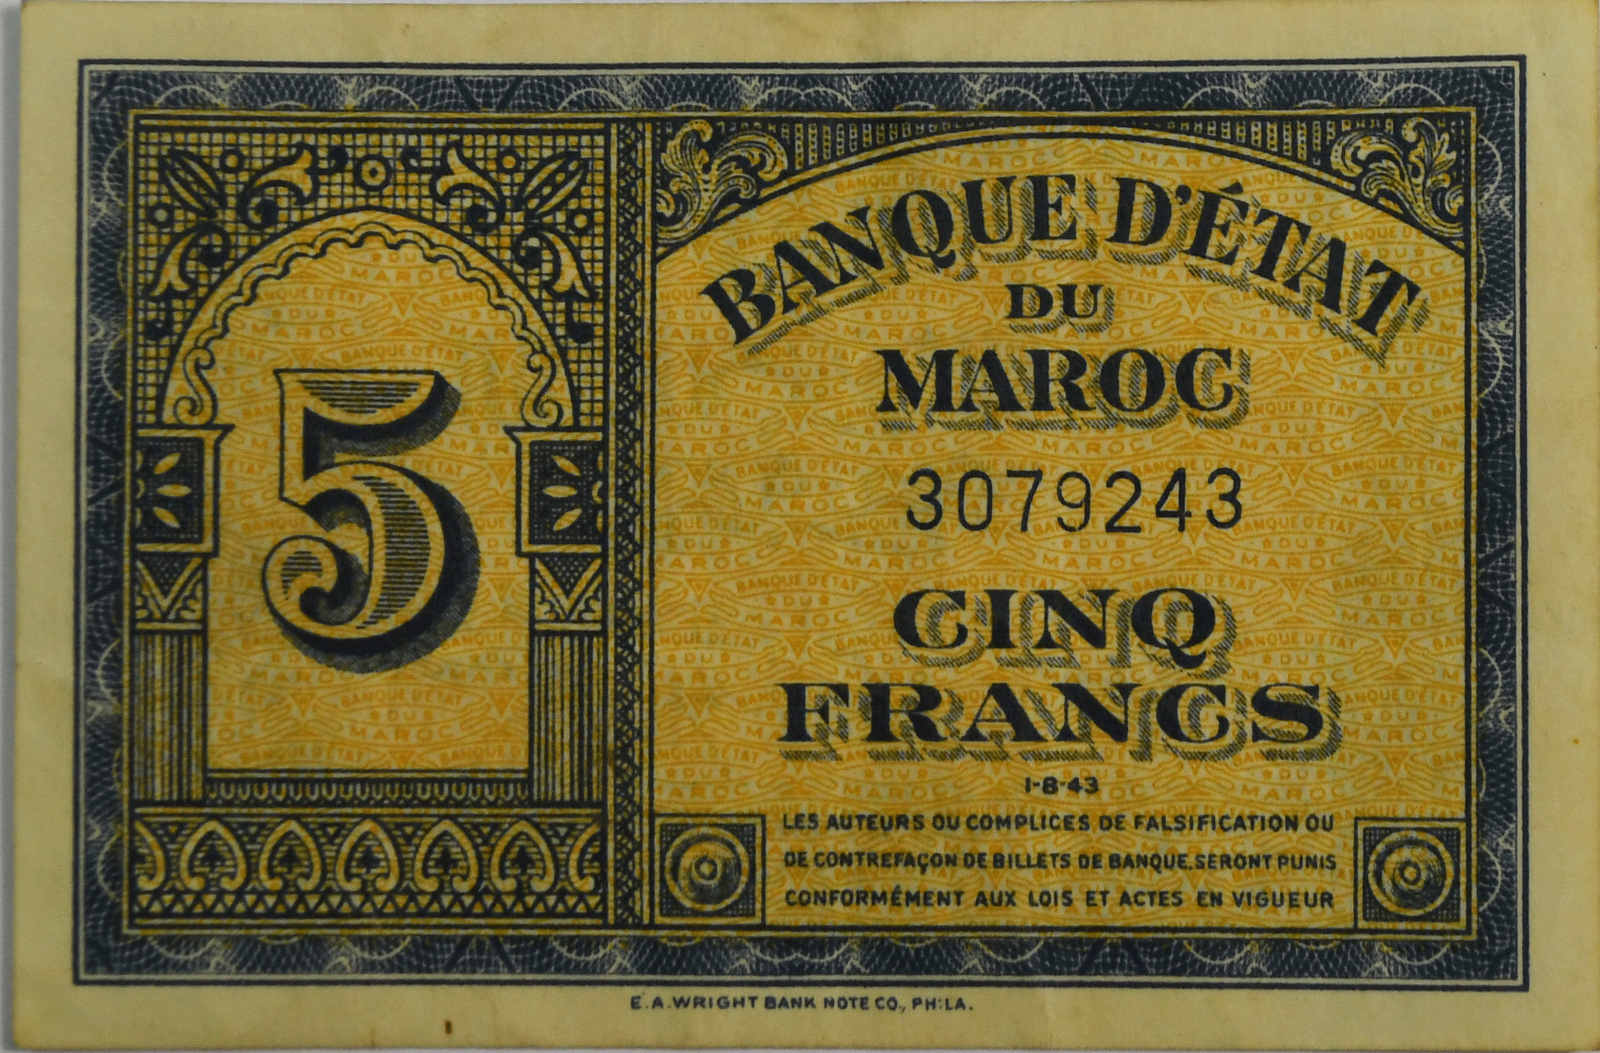 5
BANQUE D'ÉTAT
DU
MAROC
3079243
CINQ
FRANCS
1-8-43
LES AUTEURS OU COMPLICES DE FALSIFICATION OU
DE CONTREFAÇON DE BILLETS DE BANQUE.SERONT PUNIS
CONFORMÉMENT AUX LOIS ET ACTES EN VIGUEUR
E.A.WRIGHT BANK NOTE CO., PHILA.